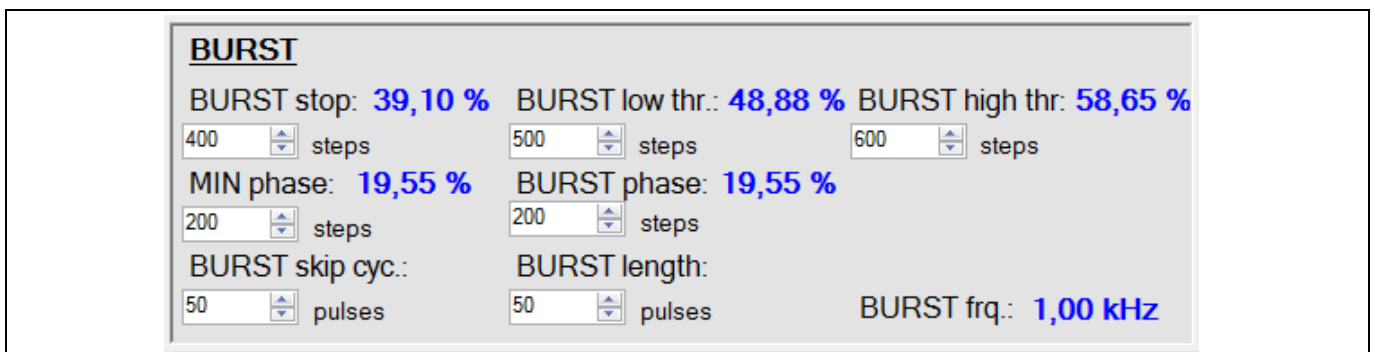 BURST
BURST stop: 39,10 % BURST low thr.: 48,88 % BURST high thr: 58,65 %
400 steps 500 steps 600 steps
MIN phase: 19,55 % BURST phase: 19,55 %
200 steps 200 steps
BURST skip cyc.: BURST length:
50 pulses 50 pulses BURST frq.: 1,00 kHz